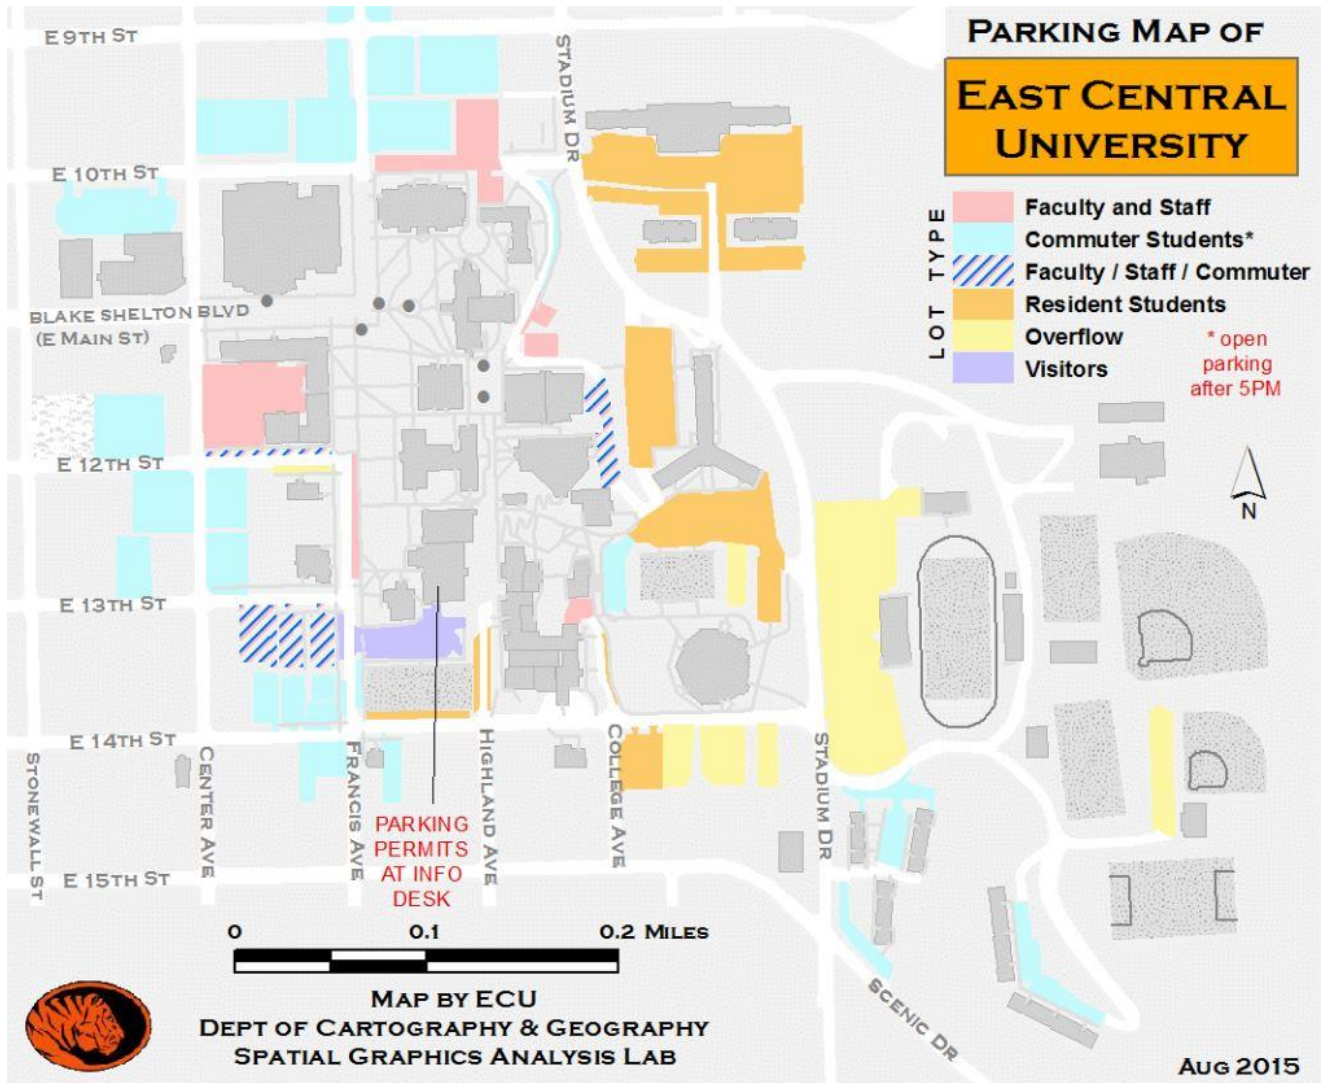 PARKING MAP OF
EAST CENTRAL
UNIVERSITY
LOT TYPE
Faculty and Staff
Commuter Students*
Faculty / Staff / Commuter
Resident Students
Overflow
Visitors
* open
parking
after 5PM
N
E 9TH ST
STADIUM DR
E 10TH ST
BLAKE SHELTON BLVD
(E MAIN ST)
E 12TH ST
E 13TH ST
E 14TH ST
STONEWALL ST
CENTER AVE
FRANCIS AVE
HIGHLAND AVE
COLLEGE AVE
STADIUM DR
PARKING
PERMITS
AT INFO
DESK
E 15TH ST
SCENIC DR
0 0.1 0.2 MILES
MAP BY ECU
DEPT OF CARTOGRAPHY & GEOGRAPHY
SPATIAL GRAPHICS ANALYSIS LAB
AUG 2015